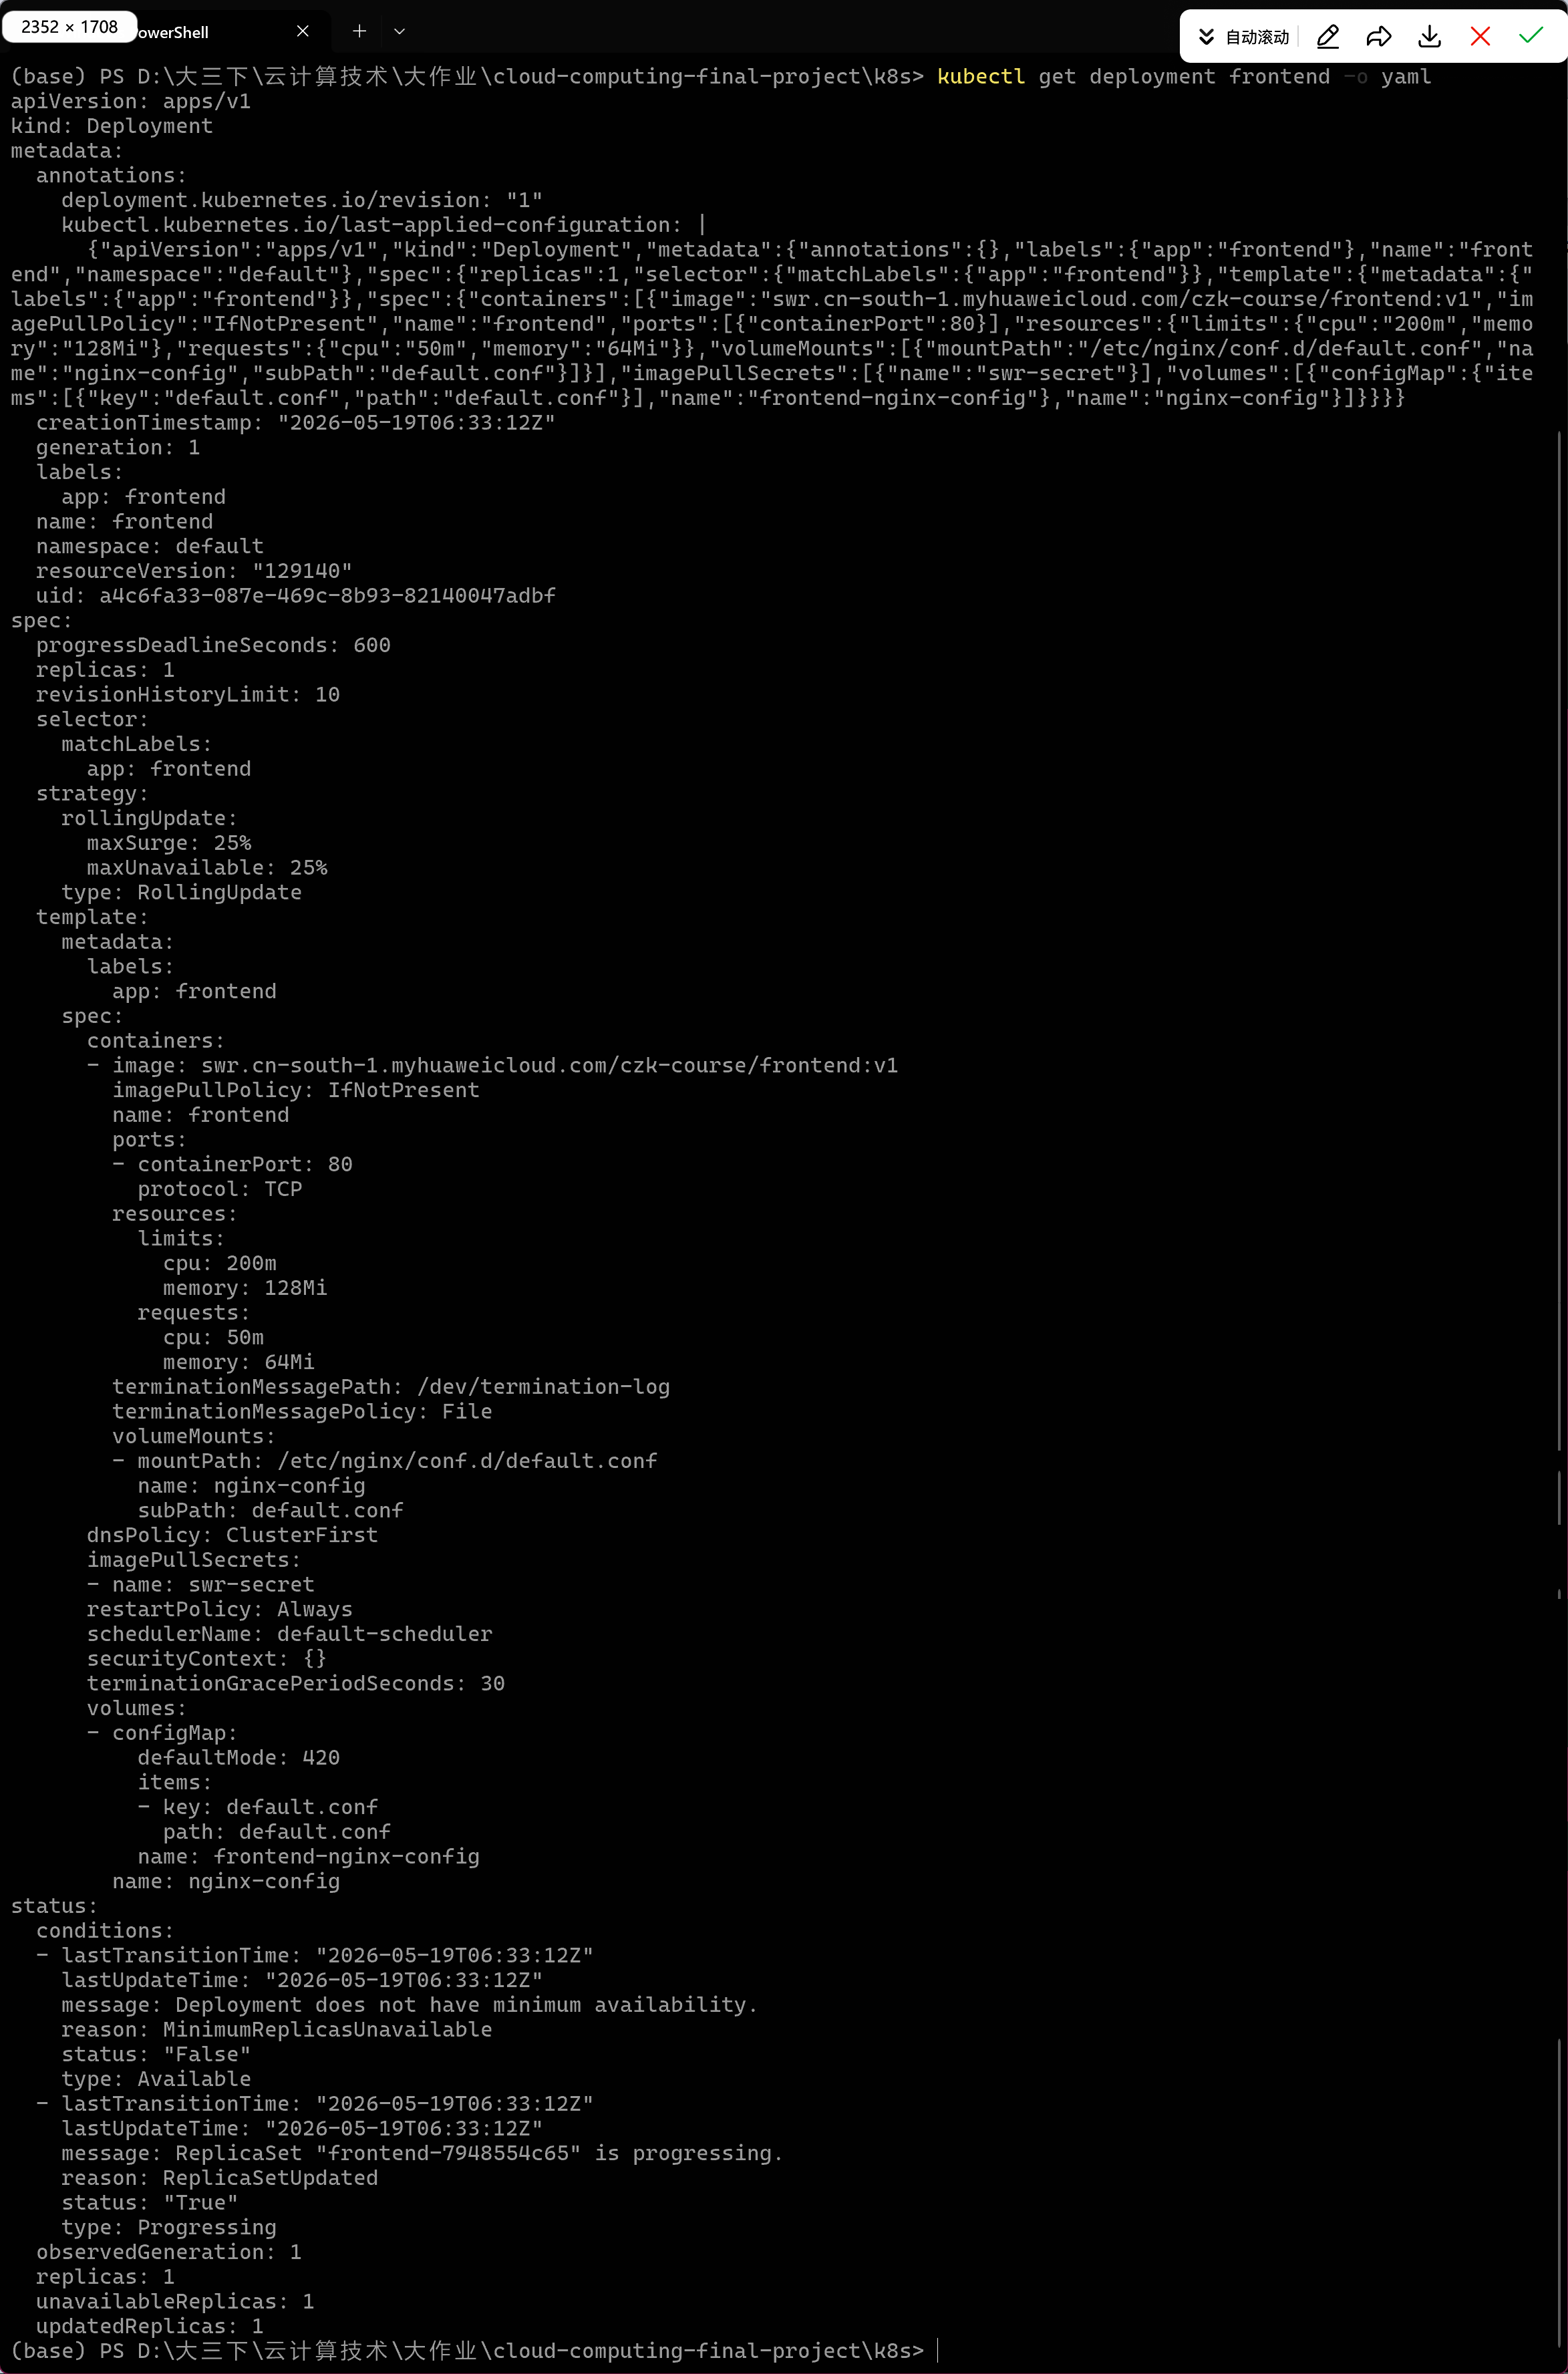 2352 × 1708
owerShell
自动滚动
(base) PS D:\大三下\云计算技术\大作业\cloud-computing-final-project\k8s> kubectl get deployment frontend -o yaml
apiVersion: apps/v1
kind: Deployment
metadata:
  annotations:
    deployment.kubernetes.io/revision: "1"
    kubectl.kubernetes.io/last-applied-configuration: |
      {"apiVersion":"apps/v1","kind":"Deployment","metadata":{"annotations":{},"labels":{"app":"frontend"},"name":"front
end","namespace":"default"},"spec":{"replicas":1,"selector":{"matchLabels":{"app":"frontend"}},"template":{"metadata":{"
labels":{"app":"frontend"}},"spec":{"containers":[{"image":"swr.cn-south-1.myhuaweicloud.com/czk-course/frontend:v1","im
agePullPolicy":"IfNotPresent","name":"frontend","ports":[{"containerPort":80}],"resources":{"limits":{"cpu":"200m","memo
ry":"128Mi"},"requests":{"cpu":"50m","memory":"64Mi"}},"volumeMounts":[{"mountPath":"/etc/nginx/conf.d/default.conf","na
me":"nginx-config","subPath":"default.conf"}]}],"imagePullSecrets":[{"name":"swr-secret"}],"volumes":[{"configMap":{"ite
ms":[{"key":"default.conf","path":"default.conf"}],"name":"frontend-nginx-config"},"name":"nginx-config"}]}}}}
  creationTimestamp: "2026-05-19T06:33:12Z"
  generation: 1
  labels:
    app: frontend
  name: frontend
  namespace: default
  resourceVersion: "129140"
  uid: a4c6fa33-087e-469c-8b93-82140047adbf
spec:
  progressDeadlineSeconds: 600
  replicas: 1
  revisionHistoryLimit: 10
  selector:
    matchLabels:
      app: frontend
  strategy:
    rollingUpdate:
      maxSurge: 25%
      maxUnavailable: 25%
    type: RollingUpdate
  template:
    metadata:
      labels:
        app: frontend
    spec:
      containers:
      - image: swr.cn-south-1.myhuaweicloud.com/czk-course/frontend:v1
        imagePullPolicy: IfNotPresent
        name: frontend
        ports:
        - containerPort: 80
          protocol: TCP
        resources:
          limits:
            cpu: 200m
            memory: 128Mi
          requests:
            cpu: 50m
            memory: 64Mi
        terminationMessagePath: /dev/termination-log
        terminationMessagePolicy: File
        volumeMounts:
        - mountPath: /etc/nginx/conf.d/default.conf
          name: nginx-config
          subPath: default.conf
      dnsPolicy: ClusterFirst
      imagePullSecrets:
      - name: swr-secret
      restartPolicy: Always
      schedulerName: default-scheduler
      securityContext: {}
      terminationGracePeriodSeconds: 30
      volumes:
      - configMap:
          defaultMode: 420
          items:
          - key: default.conf
            path: default.conf
          name: frontend-nginx-config
        name: nginx-config
status:
  conditions:
  - lastTransitionTime: "2026-05-19T06:33:12Z"
    lastUpdateTime: "2026-05-19T06:33:12Z"
    message: Deployment does not have minimum availability.
    reason: MinimumReplicasUnavailable
    status: "False"
    type: Available
  - lastTransitionTime: "2026-05-19T06:33:12Z"
    lastUpdateTime: "2026-05-19T06:33:12Z"
    message: ReplicaSet "frontend-7948554c65" is progressing.
    reason: ReplicaSetUpdated
    status: "True"
    type: Progressing
  observedGeneration: 1
  replicas: 1
  unavailableReplicas: 1
  updatedReplicas: 1
(base) PS D:\大三下\云计算技术\大作业\cloud-computing-final-project\k8s>